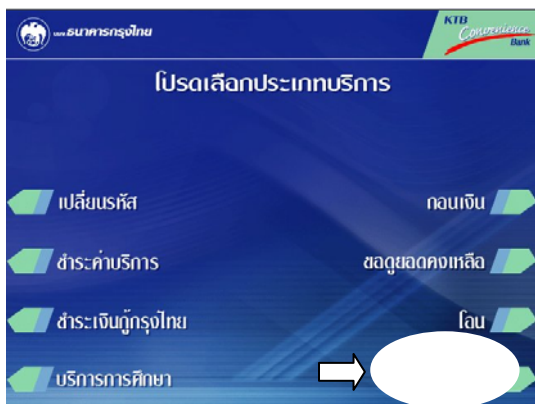 บมจ.ธนาคารกรุงไทย
KTB
Convenience
Bank
โปรดเลือกประเภทบริการ
เปลี่ยนรหัส
ถอนเงิน
ชำระค่าบริการ
ขอดูยอดคงเหลือ
ชำระเงินกู้กรุงไทย
โอน
บริการการศึกษา